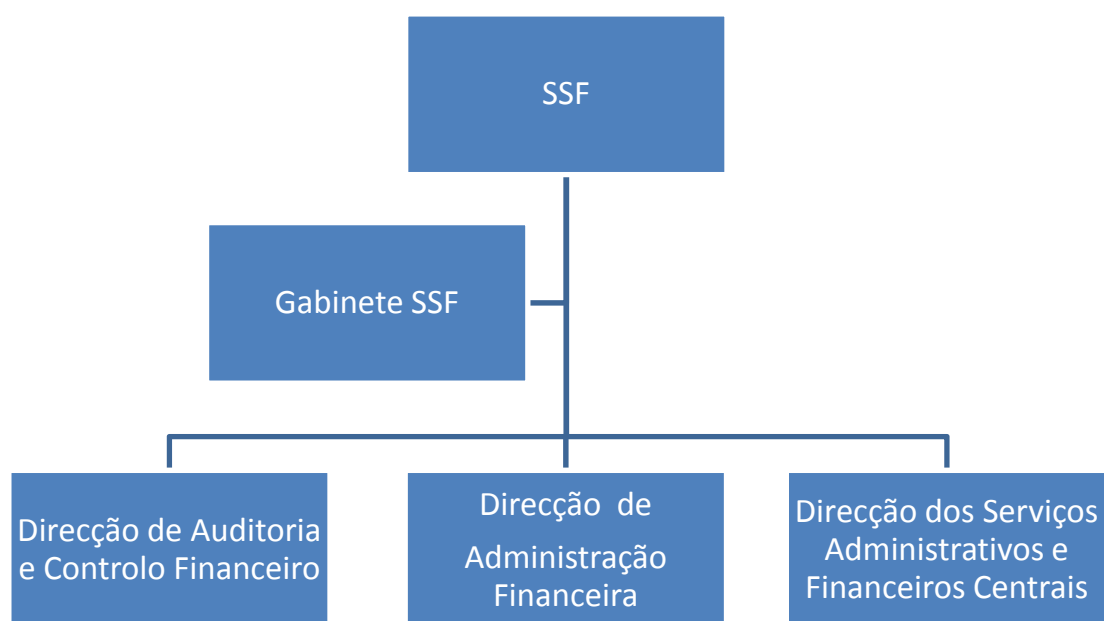 SSF
Gabinete SSF
Direcção de Auditoria
e Controlo Financeiro
Direcção de
Administração
Financeira
Direcção dos Serviços
Administrativos e
Financeiros Centrais